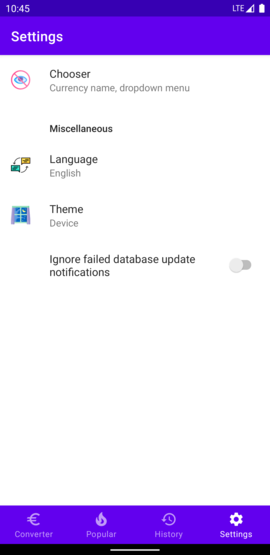 10:45
LTE
Settings
Chooser
Currency name, dropdown menu
Miscellaneous
Language
English
Theme
Device
Ignore failed database update
notifications
Converter
Popular
History
Settings